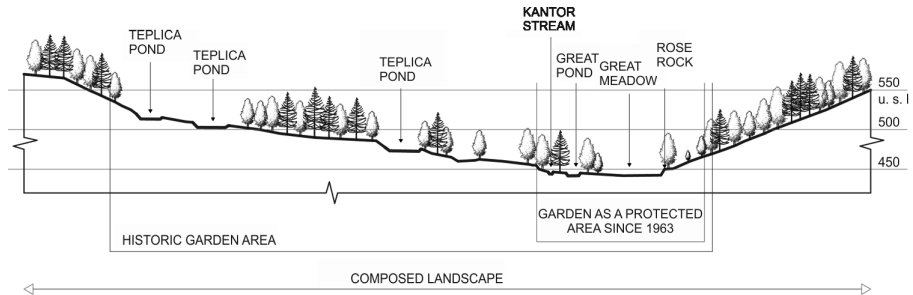 KANTOR
STREAM
TEPLICA
POND
TEPLICA
POND
TEPLICA
POND
GREAT
POND
GREAT
MEADOW
ROSE
ROCK
550
u. s. l
500
450
GARDEN AS A PROTECTED
AREA SINCE 1963
HISTORIC GARDEN AREA
COMPOSED LANDSCAPE